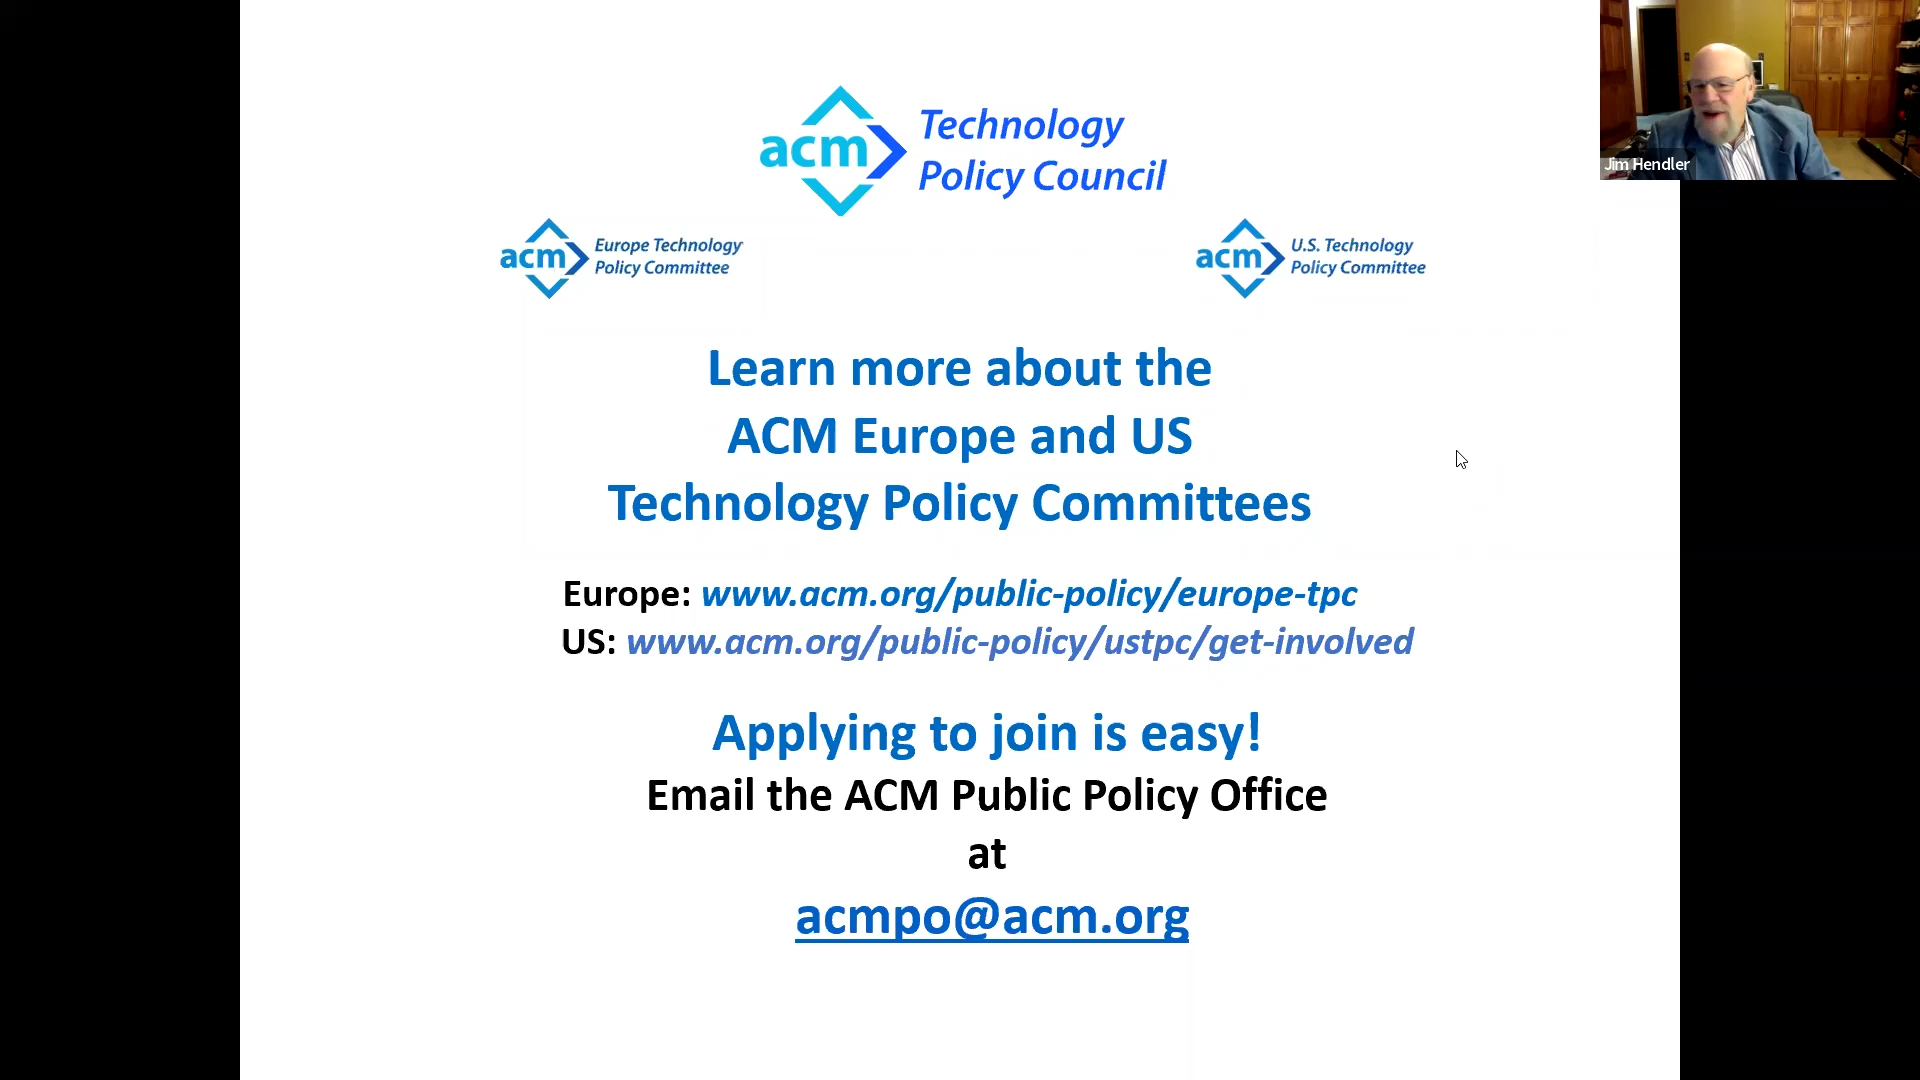 acm Technology
Policy Council
acm Europe Technology
Policy Committee
acm U.S. Technology
Policy Committee
Jim Hendler
Learn more about the
ACM Europe and US
Technology Policy Committees
Europe: www.acm.org/public-policy/europe-tpc
US: www.acm.org/public-policy/ustpc/get-involved
Applying to join is easy!
Email the ACM Public Policy Office
at
acmpo@acm.org